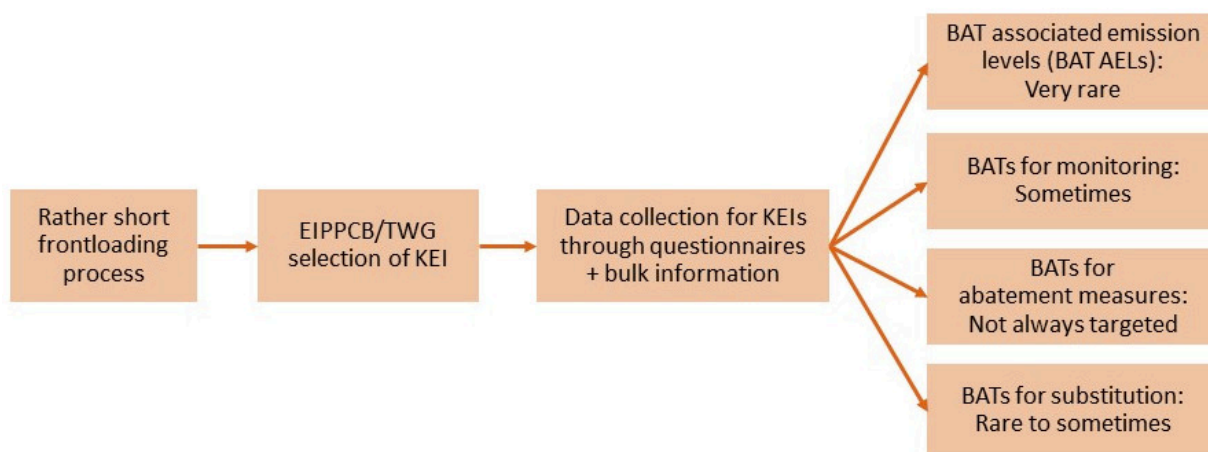 Rather short
frontloading
process
EIPPCB/TWG
selection of KEI
Data collection for KEIs
through questionnaires
+ bulk information
BAT associated emission
levels (BAT AELs):
Very rare
BATs for monitoring:
Sometimes
BATs for
abatement measures:
Not always targeted
BATs for substitution:
Rare to sometimes